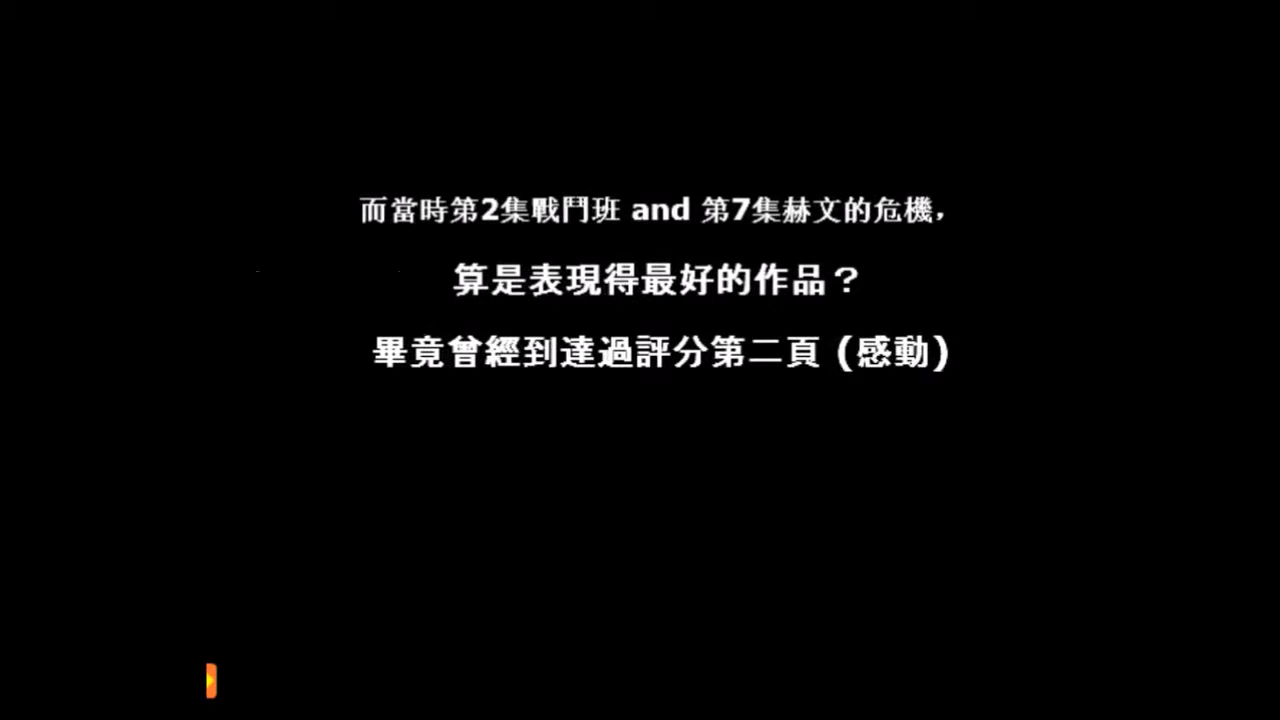 而當時第2集戰鬥班 and 第7集赫文的危機，
算是表現得最好的作品？
畢竟曾經到達過評分第二頁 (感動)